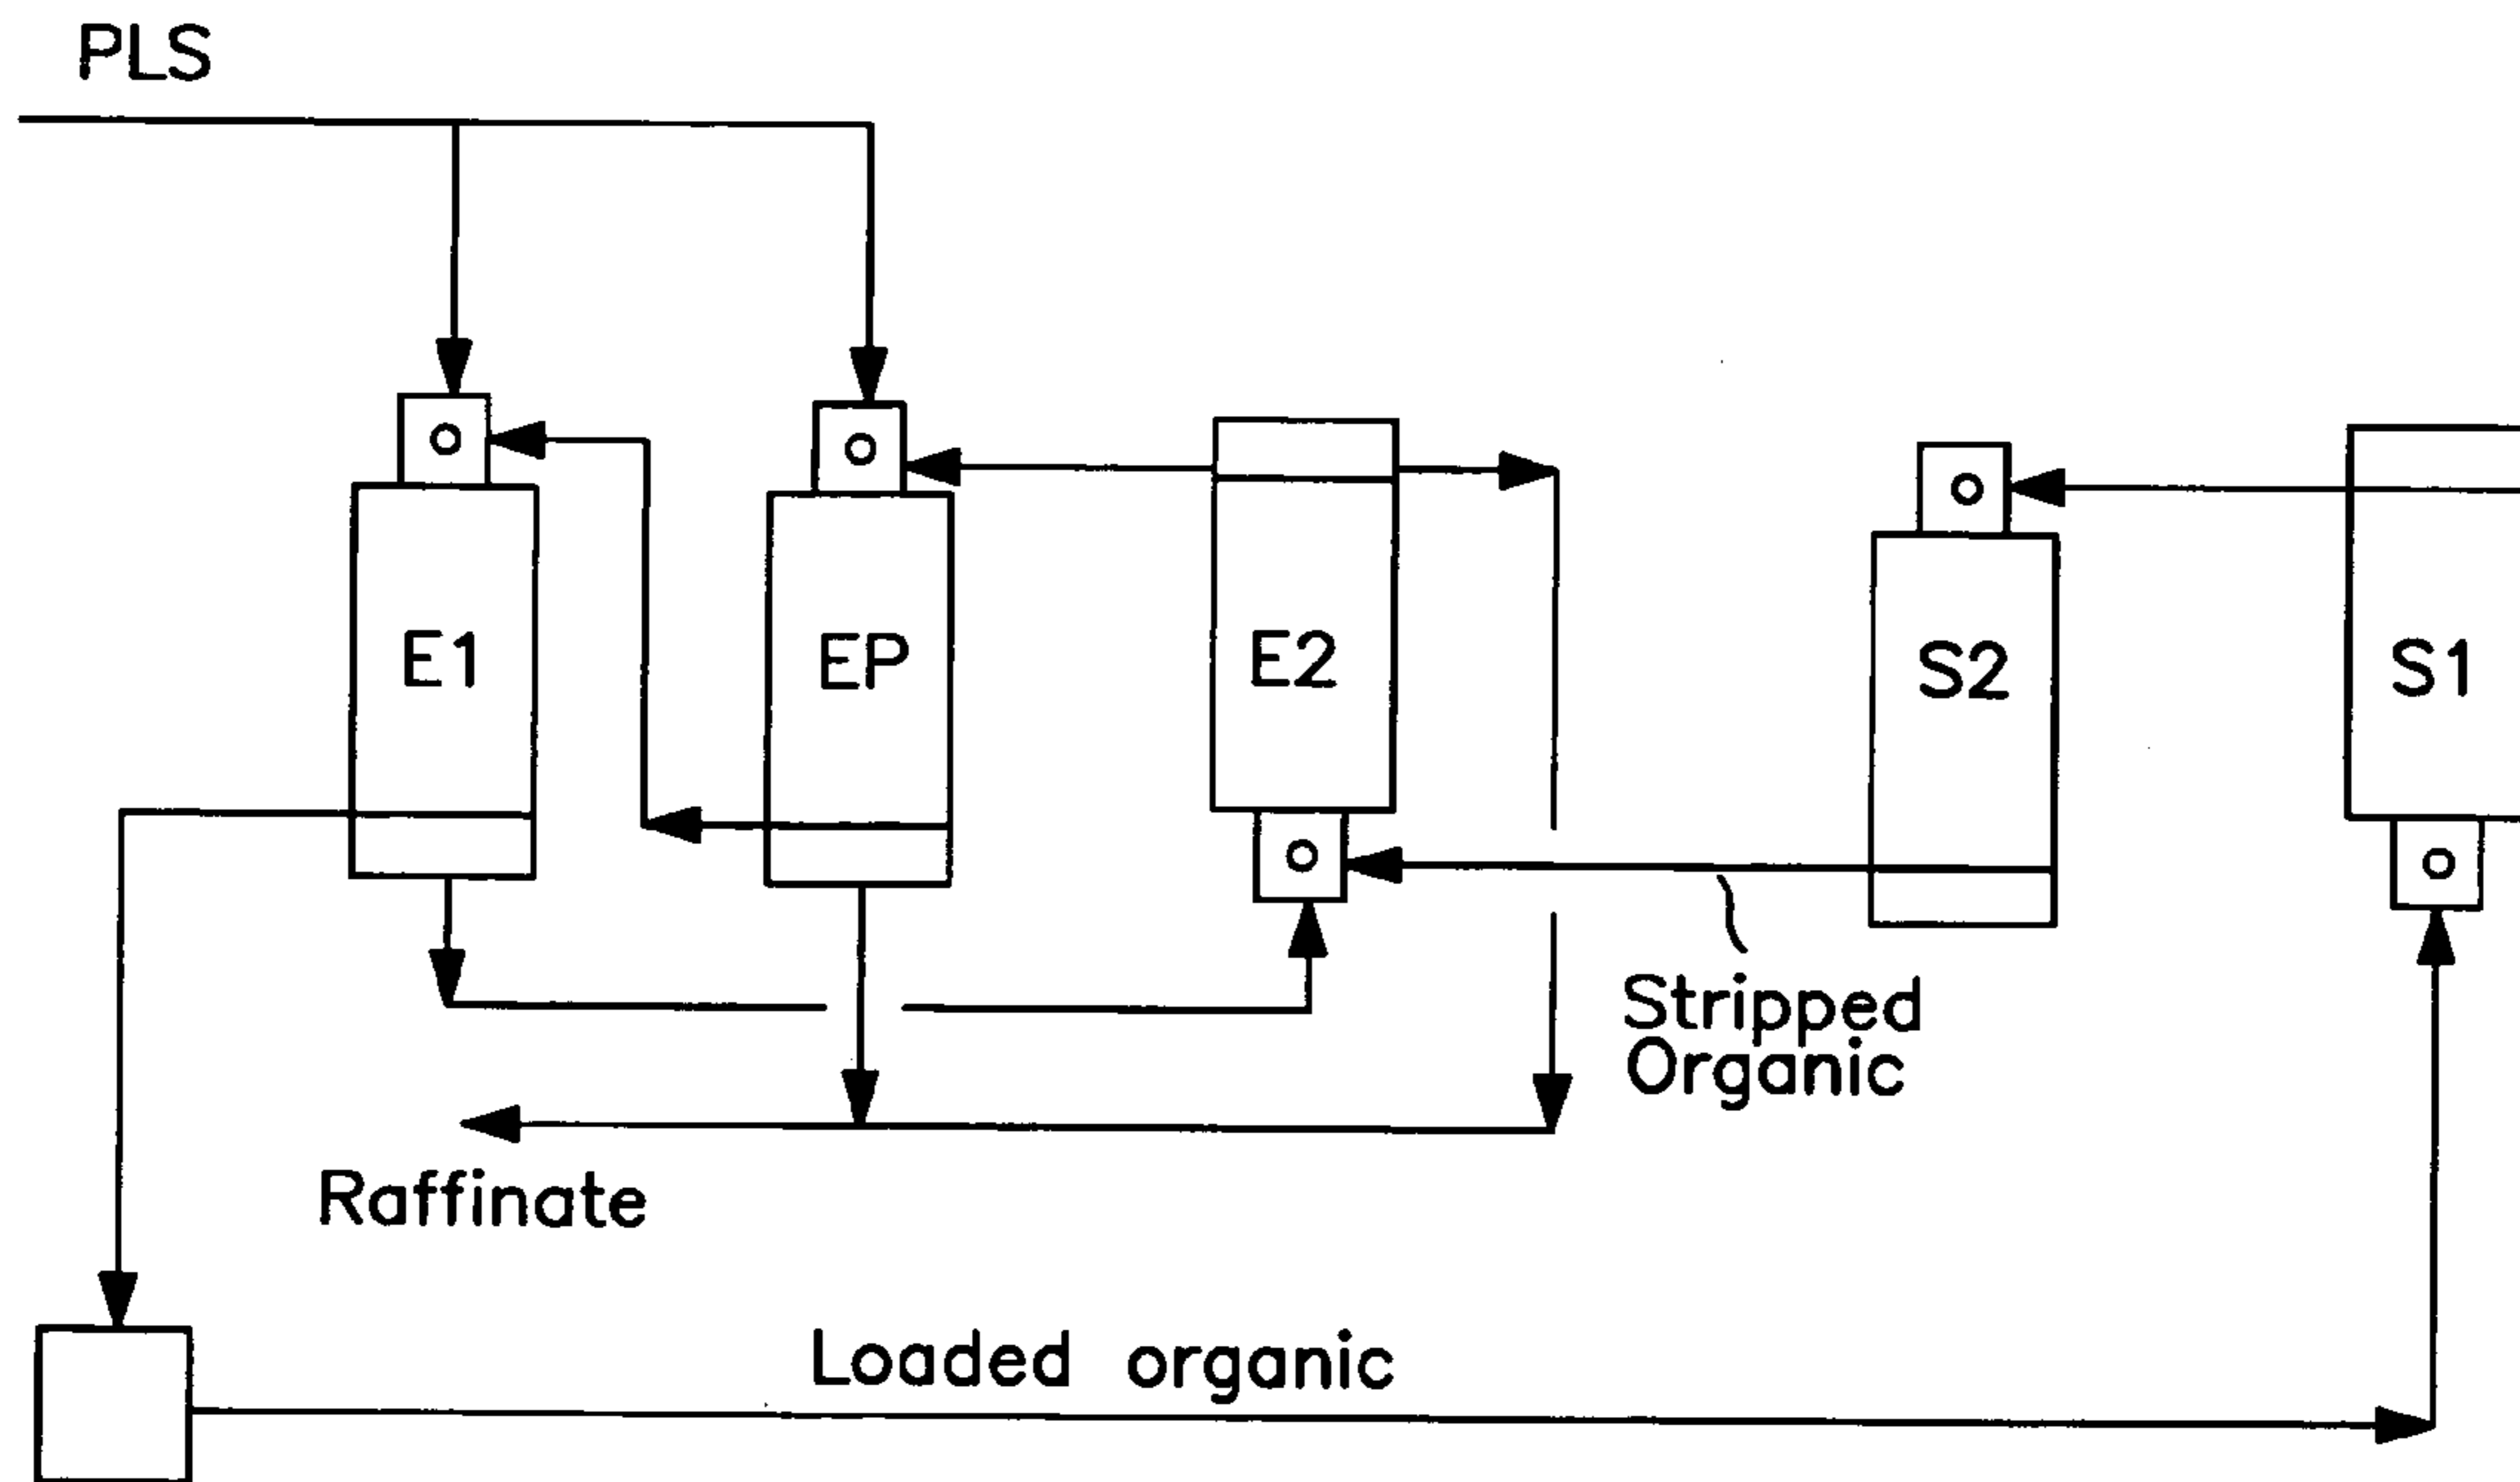 PLS
E1
EP
E2
S2
S1
Stripped
Organic
Raffinate
Loaded organic